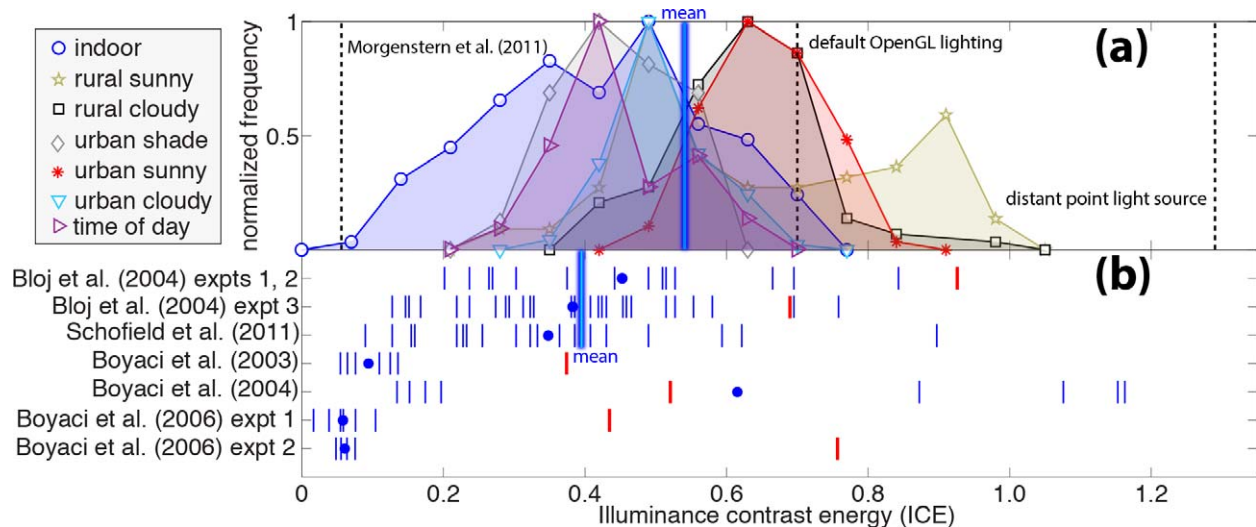 indoor
rural sunny
rural cloudy
urban shade
urban sunny
urban cloudy
time of day
normalized frequency
1
0.5
0
mean
Morgenstern et al. (2011)
default OpenGL lighting
(a)
distant point light source
(b)
Bloj et al. (2004) expts 1, 2
Bloj et al. (2004) expt 3
Schofield et al. (2011)
mean
Boyaci et al. (2003)
Boyaci et al. (2004)
Boyaci et al. (2006) expt 1
Boyaci et al. (2006) expt 2
0 0.2 0.4 0.6 0.8 1.0 1.2
Illuminance contrast energy (ICE)